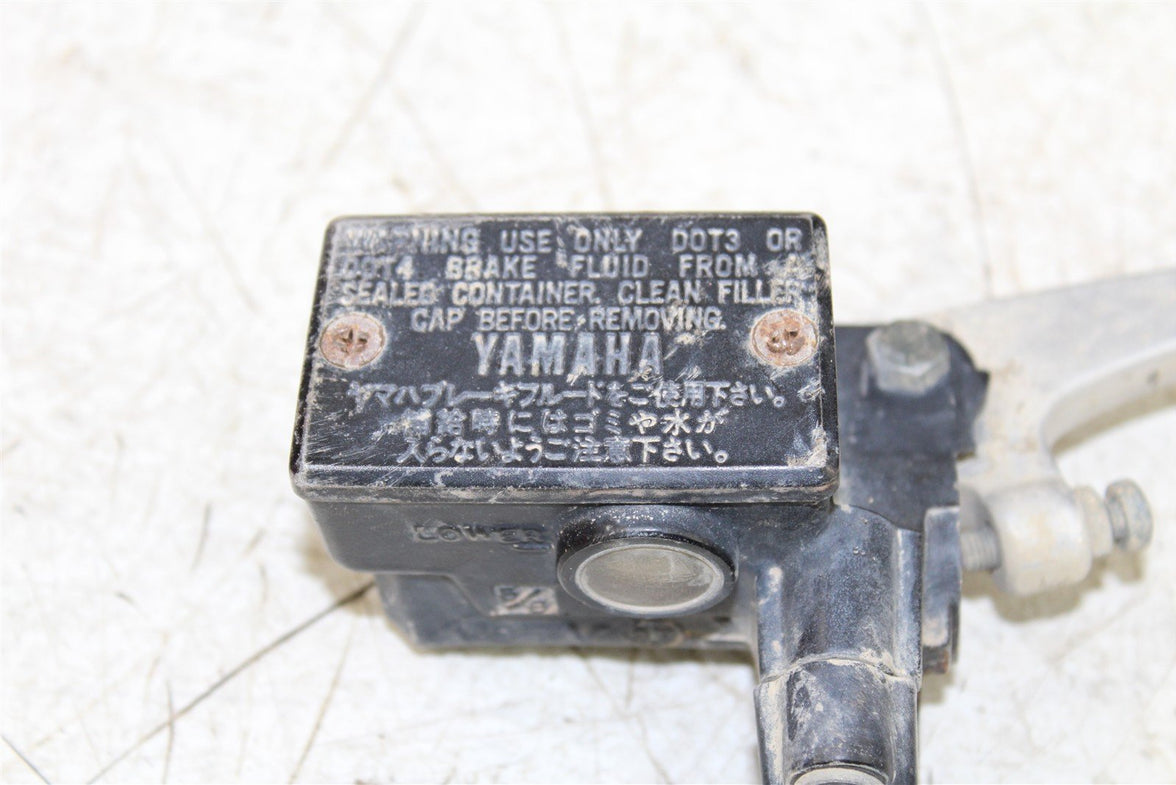 WARNING USE ONLY DOT3 OR
DOT4 BRAKE FLUID FROM A
SEALED CONTAINER. CLEAN FILLER
CAP BEFORE REMOVING.
YAMAHA
ヤマハブレーキフルードをご使用下さい。
補給時にはゴミや水が
入らないようご注意下さい。
LOWER
5/8